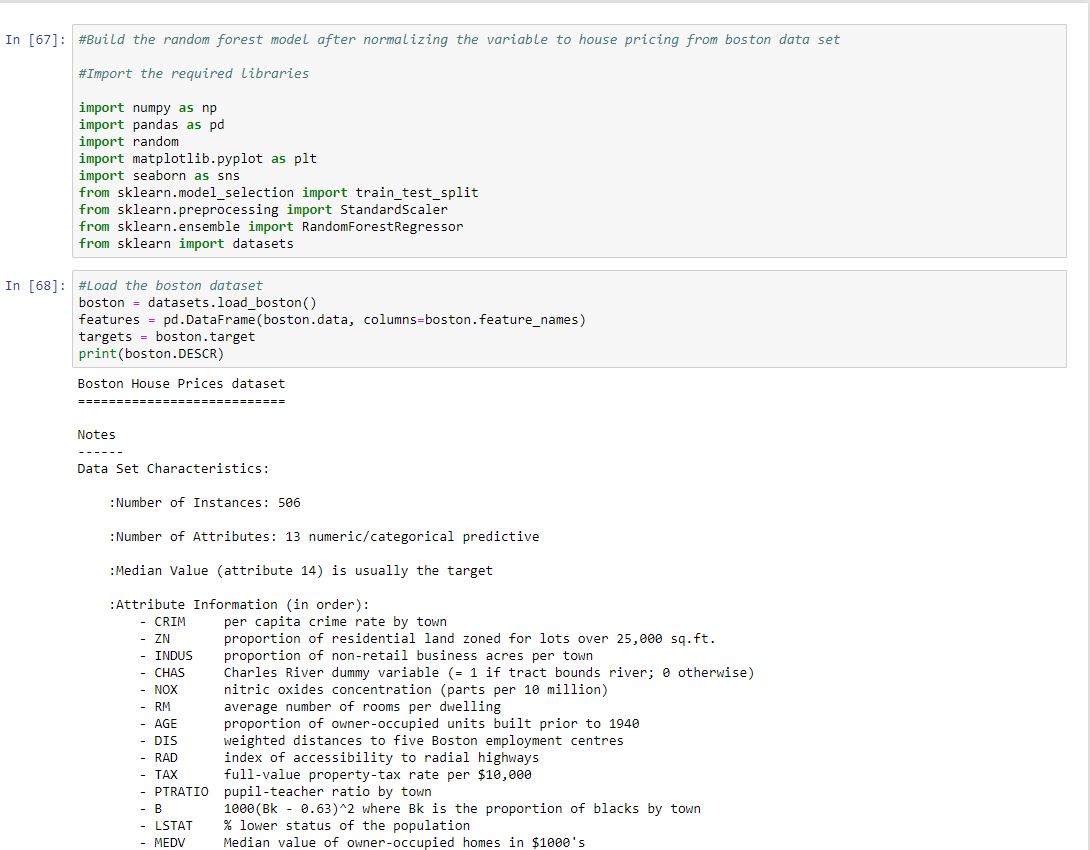 In [67]: #Build the random forest model after normalizing the variable to house pricing from boston data set
#Import the required libraries
import numpy as np
import pandas as pd
import random
import matplotlib.pyplot as plt
import seaborn as sns
from sklearn.model_selection import train_test_split
from sklearn.preprocessing import StandardScaler
from sklearn.ensemble import RandomForestRegressor
from sklearn import datasets
In [68]: #Load the boston dataset
boston = datasets.load_boston()
features = pd.DataFrame(boston.data, columns=boston.feature_names)
targets = boston.target
print(boston.DESCR)
Boston House Prices dataset
===========================
Notes
------
Data Set Characteristics:
:Number of Instances: 506
:Number of Attributes: 13 numeric/categorical predictive
:Median Value (attribute 14) is usually the target
:Attribute Information (in order):
- CRIM per capita crime rate by town
- ZN proportion of residential land zoned for lots over 25,000 sq.ft.
- INDUS proportion of non-retail business acres per town
- CHAS Charles River dummy variable (= 1 if tract bounds river; 0 otherwise)
- NOX nitric oxides concentration (parts per 10 million)
- RM average number of rooms per dwelling
- AGE proportion of owner-occupied units built prior to 1940
- DIS weighted distances to five Boston employment centres
- RAD index of accessibility to radial highways
- TAX full-value property-tax rate per $10,000
- PTRATIO pupil-teacher ratio by town
- B 1000(Bk - 0.63)^2 where Bk is the proportion of blacks by town
- LSTAT % lower status of the population
- MEDV Median value of owner-occupied homes in $1000's